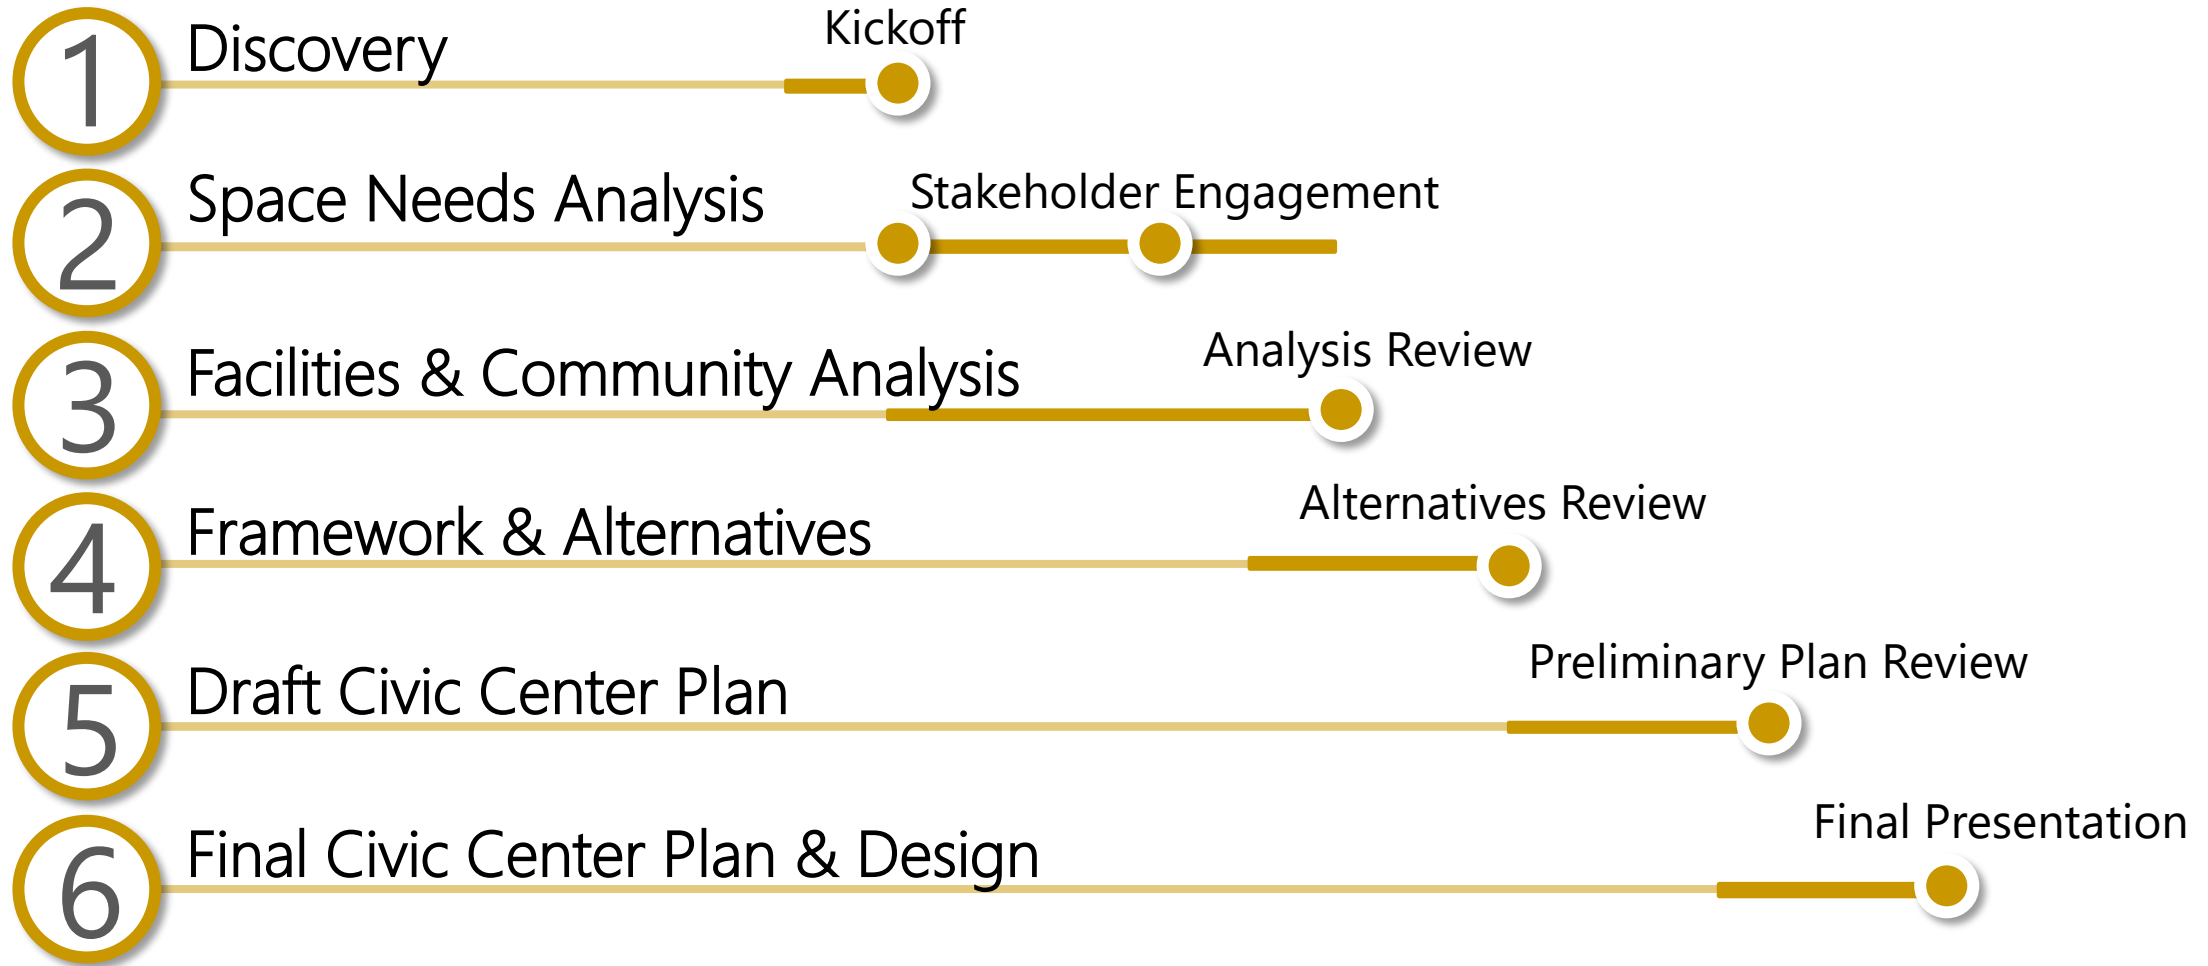 1
Discovery
Kickoff
2
Space Needs Analysis
Stakeholder Engagement
3
Facilities & Community Analysis
Analysis Review
4
Framework & Alternatives
Alternatives Review
5
Draft Civic Center Plan
Preliminary Plan Review
6
Final Civic Center Plan & Design
Final Presentation